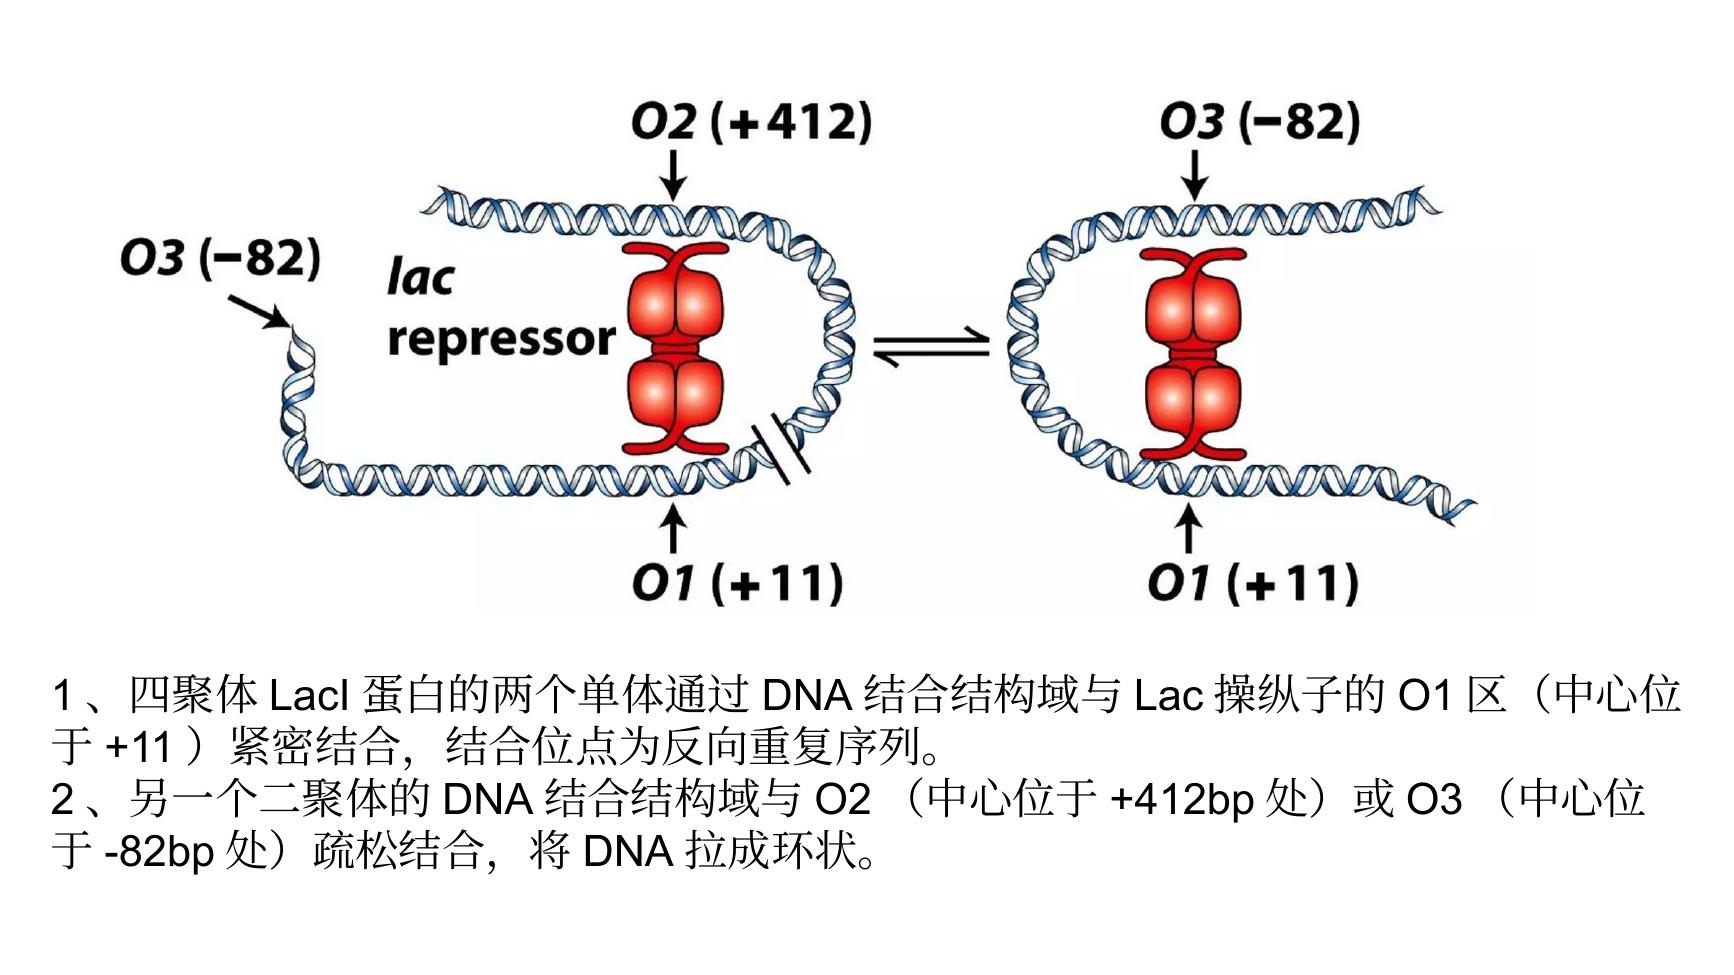 O2 (+412)
O3 (−82)
O3 (−82)
lac
repressor
O1 (+11)
O1 (+11)
1、四聚体 LacI 蛋白的两个单体通过 DNA 结合结构域与 Lac 操纵子的 O1 区（中心位
于 +11 ）紧密结合，结合位点为反向重复序列。
2、另一个二聚体的 DNA 结合结构域与 O2 （中心位于 +412bp 处）或 O3 （中心位
于 -82bp 处）疏松结合，将 DNA 拉成环状。